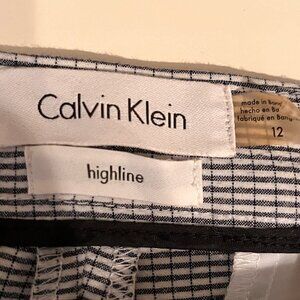 Calvin Klein
highline
made in
hecho en
fabriqué en
12